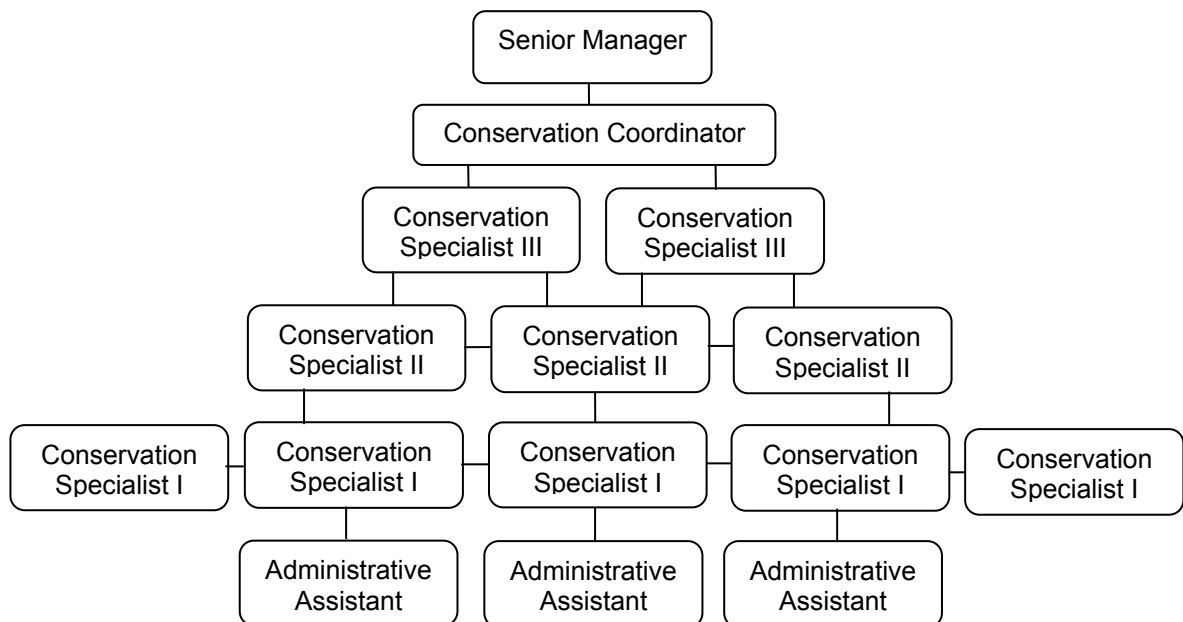 Senior Manager
Conservation Coordinator
Conservation
Specialist III
Conservation
Specialist III
Conservation
Specialist II
Conservation
Specialist II
Conservation
Specialist II
Conservation
Specialist I
Conservation
Specialist I
Conservation
Specialist I
Conservation
Specialist I
Conservation
Specialist I
Administrative
Assistant
Administrative
Assistant
Administrative
Assistant